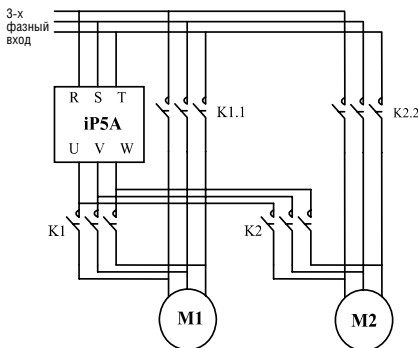 3-х
фазный
вход
R S T
iP5A
U V W
K1.1
K2.2
K1
K2
M1
M2